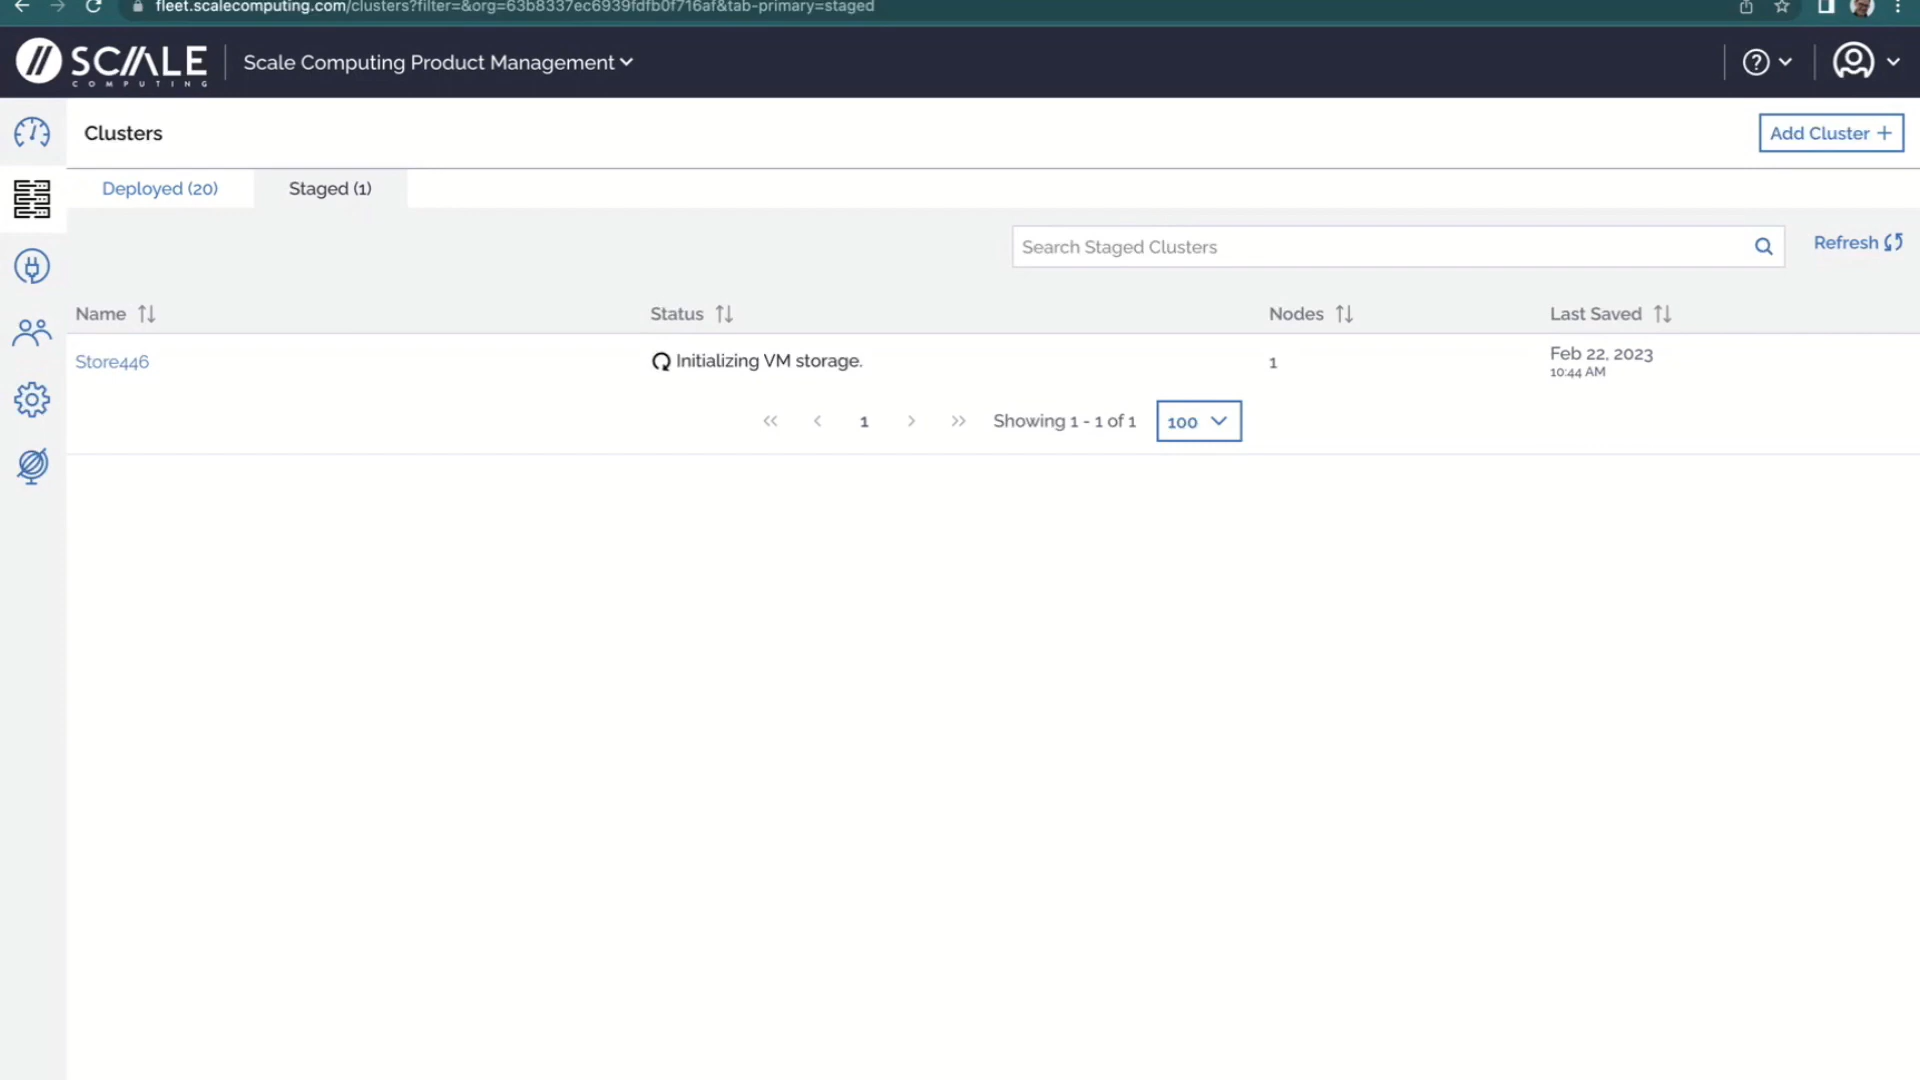 fleet.scalecomputing.com/clusters?filter=&org=63b8337ec6939fdfb0f716af&tab-primary=staged
SCALE
COMPUTING
Scale Computing Product Management
?
Clusters
Add Cluster +
Deployed (20)
Staged (1)
Search Staged Clusters
Refresh
Name
Status
Nodes
Last Saved
Store446
Initializing VM storage.
1
Feb 22, 2023
10:44 AM
1
Showing 1 - 1 of 1
100